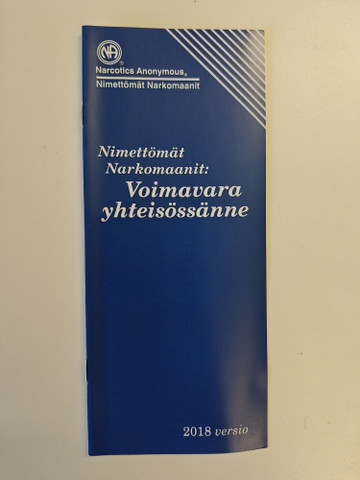 NA
Narcotics Anonymous®
Nimettömät Narkomaanit
Nimettömät
Narkomaanit:
Voimavara
yhteisössänne
2018 versio